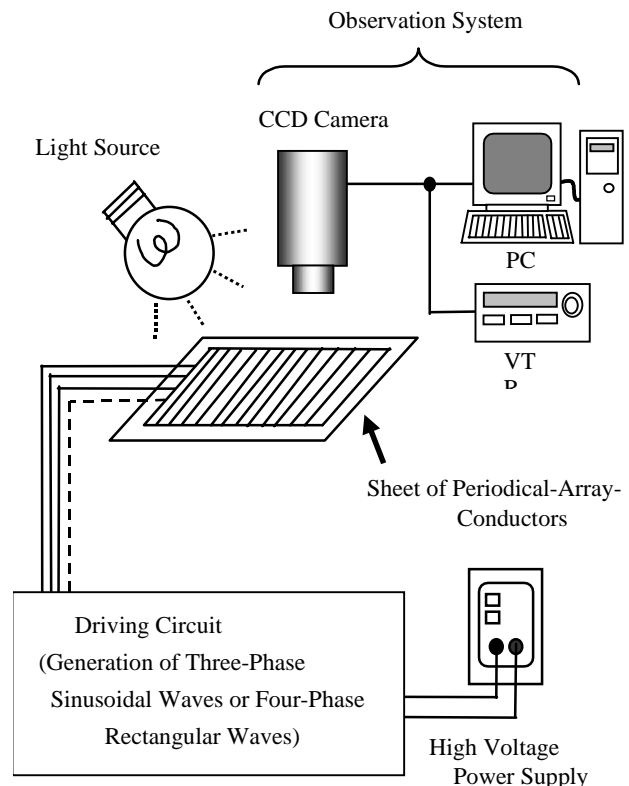 Observation System
CCD Camera
Light Source
PC
VT
Sheet of Periodical-Array-
Conductors
Driving Circuit
(Generation of Three-Phase
Sinusoidal Waves or Four-Phase
Rectangular Waves)
High Voltage
Power Supply